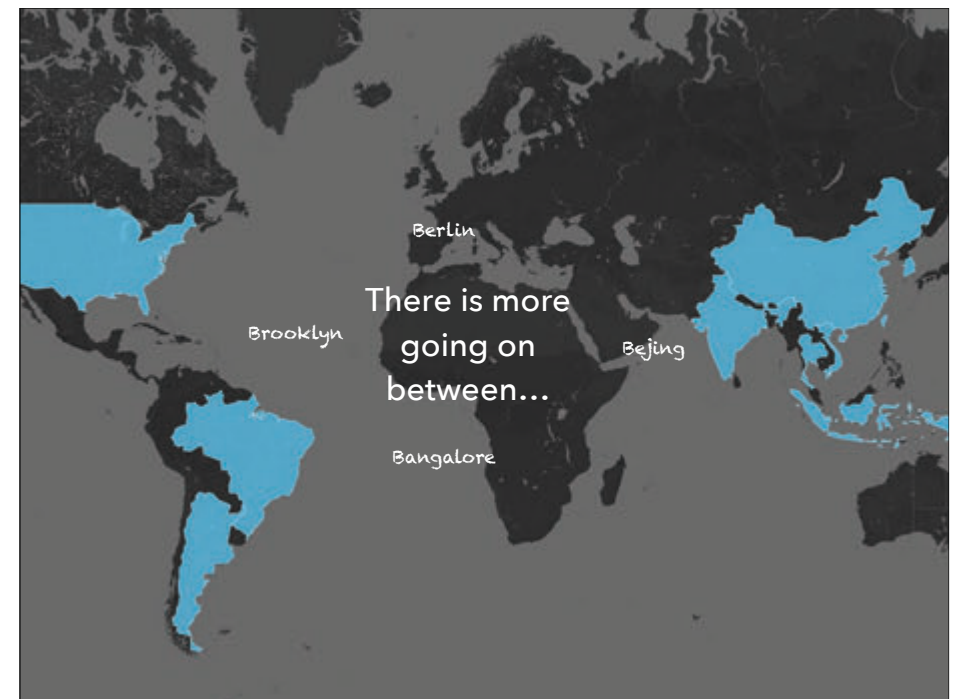 Berlin
There is more
going on
between...
Brooklyn
Bejing
Bangalore